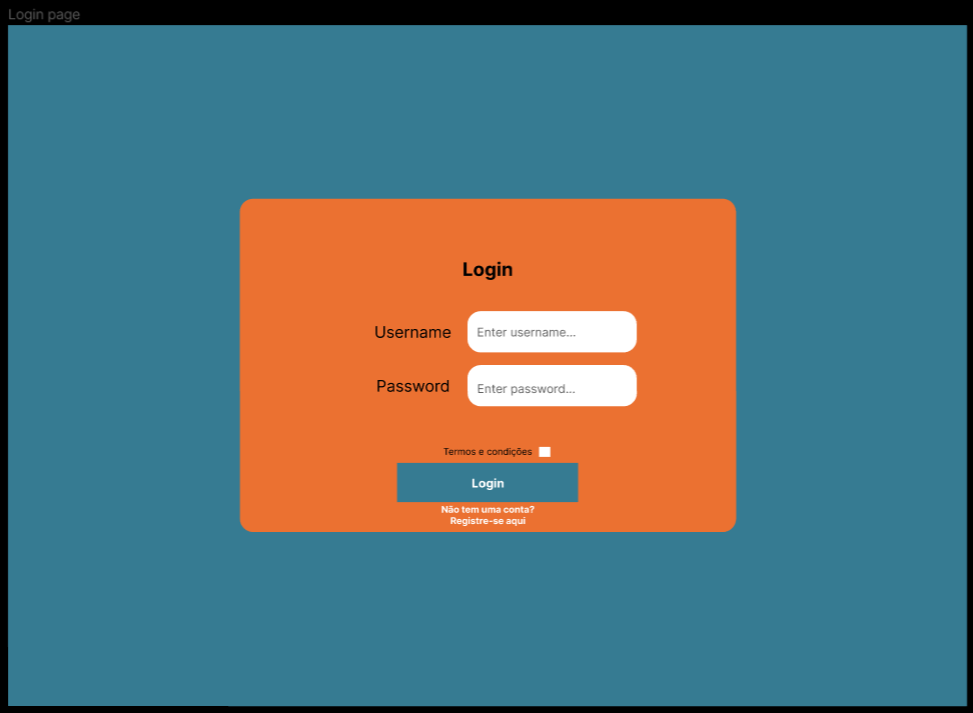 Login page
Login
Username
Enter username...
Password
Enter password...
Termos e condições
Login
Não tem uma conta?
Registre-se aqui